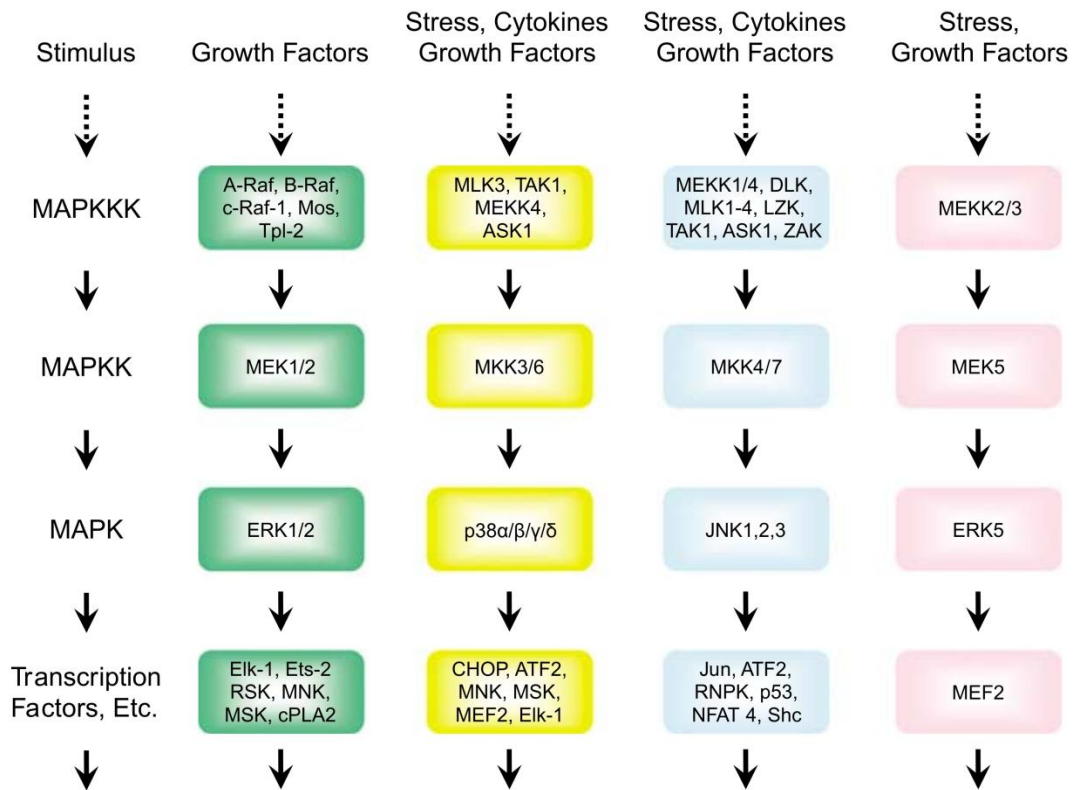 Stimulus
Growth Factors
Stress, Cytokines
Growth Factors
Stress, Cytokines
Growth Factors
Stress,
Growth Factors
MAPKKK
A-Raf, B-Raf,
c-Raf-1, Mos,
Tpl-2
MLK3, TAK1,
MEKK4,
ASK1
MEKK1/4, DLK,
MLK1-4, LZK,
TAK1, ASK1, ZAK
MEKK2/3
MAPKK
MEK1/2
MKK3/6
MKK4/7
MEK5
MAPK
ERK1/2
p38α/β/γ/δ
JNK1,2,3
ERK5
Transcription
Factors, Etc.
Elk-1, Ets-2
RSK, MNK,
MSK, cPLA2
CHOP, ATF2,
MNK, MSK,
MEF2, Elk-1
Jun, ATF2,
RNPK, p53,
NFAT 4, Shc
MEF2